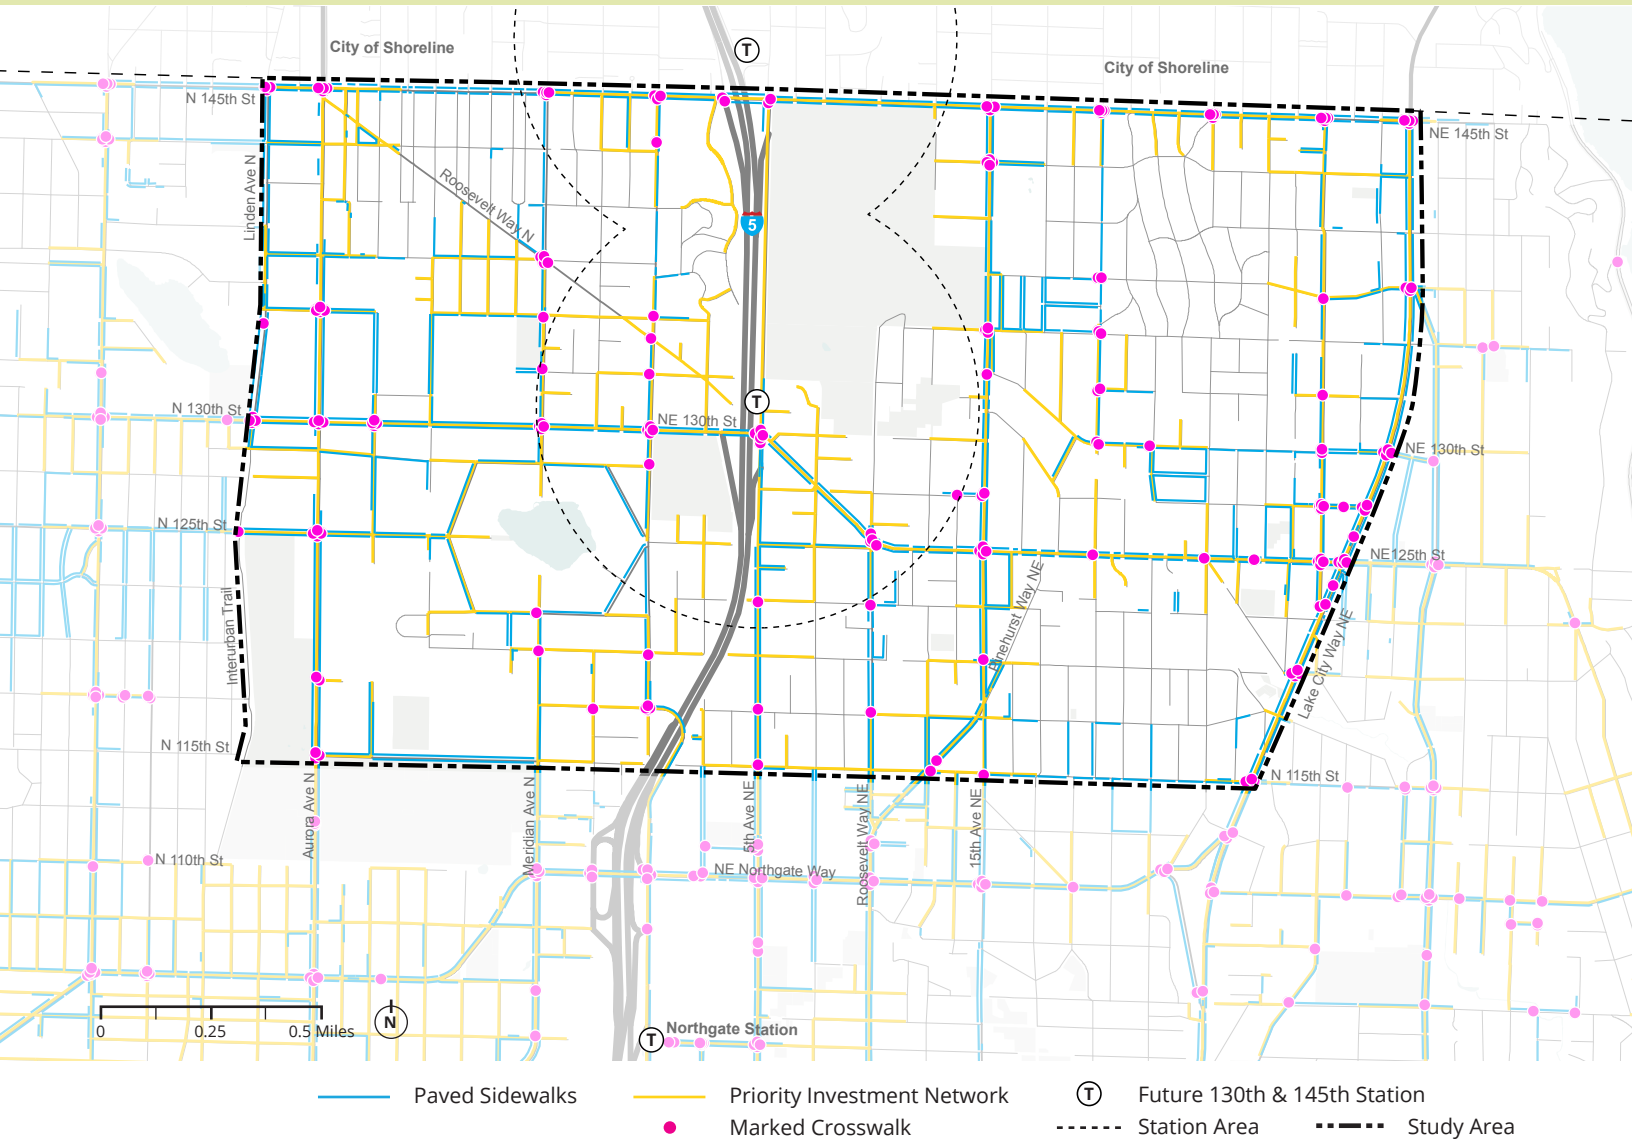 T
City of Shoreline
City of Shoreline
N 145th St
NE 145th St
Linden Ave N
Roosevelt Way N
5
T
N 130th St
NE 130th St
NE 130th St
N 125th St
NE125th St
Interurban Trail
Pinehurst Way NE
Lake City Way NE
N 115th St
N 115th St
Aurora Ave N
Meridian Ave N
5th Ave NE
Roosevelt Way NE
15th Ave NE
N 110th St
NE Northgate Way
0 0.25 0.5 Miles
N
T Northgate Station
Paved Sidewalks
Priority Investment Network
T Future 130th & 145th Station
Marked Crosswalk
Station Area
Study Area